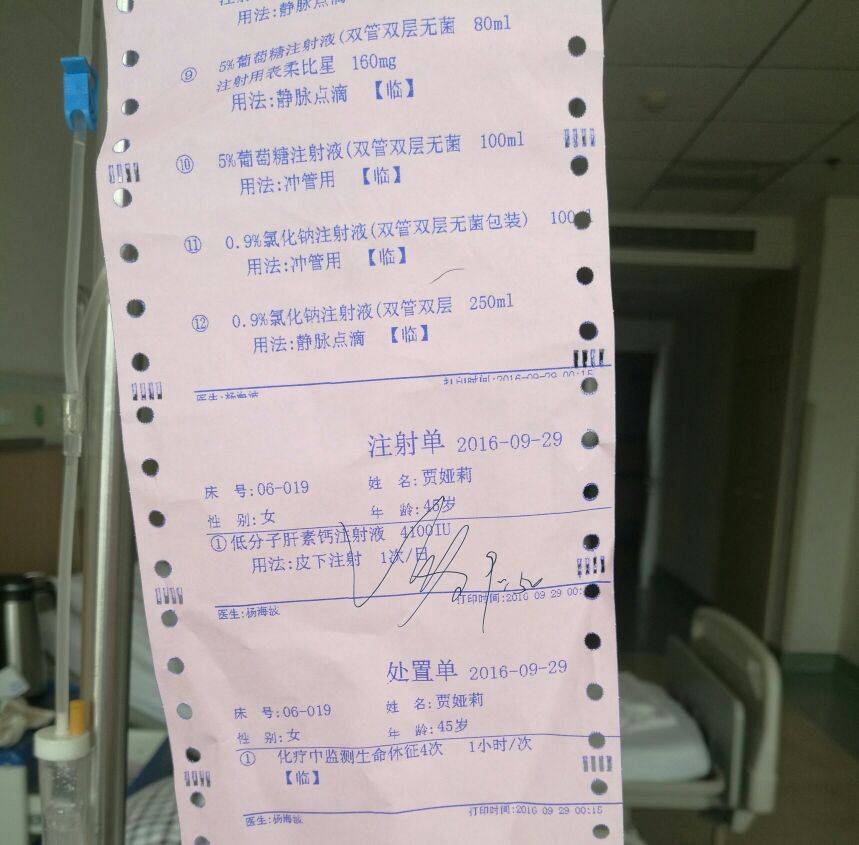 用法:静脉点滴
5%葡萄糖注射液(双管双层无菌 80ml
⑨ 注射用表柔比星 160mg
用法:静脉点滴 【临】
⑩ 5%葡萄糖注射液(双管双层无菌 100ml
用法:冲管用 【临】
⑪ 0.9%氯化钠注射液(双管双层无菌包装) 100ml
用法:冲管用 【临】
⑫ 0.9%氯化钠注射液(双管双层 250ml
用法:静脉点滴 【临】
打印时间:2016-09-29 00:15
医生:杨海波
注射单 2016-09-29
床 号:06-019 姓 名:贾娅莉
性 别:女 年 龄:45岁
①低分子肝素钙注射液 4100IU
用法:皮下注射 1次/日
医生:杨海波 打印时间:2016 09 29 00:
处置单 2016-09-29
床 号:06-019 姓 名:贾娅莉
性 别:女 年 龄:45岁
① 化疗中监测生命体征4次 1小时/次
【临】
医生:杨海波 打印时间:2016 09 29 00:15